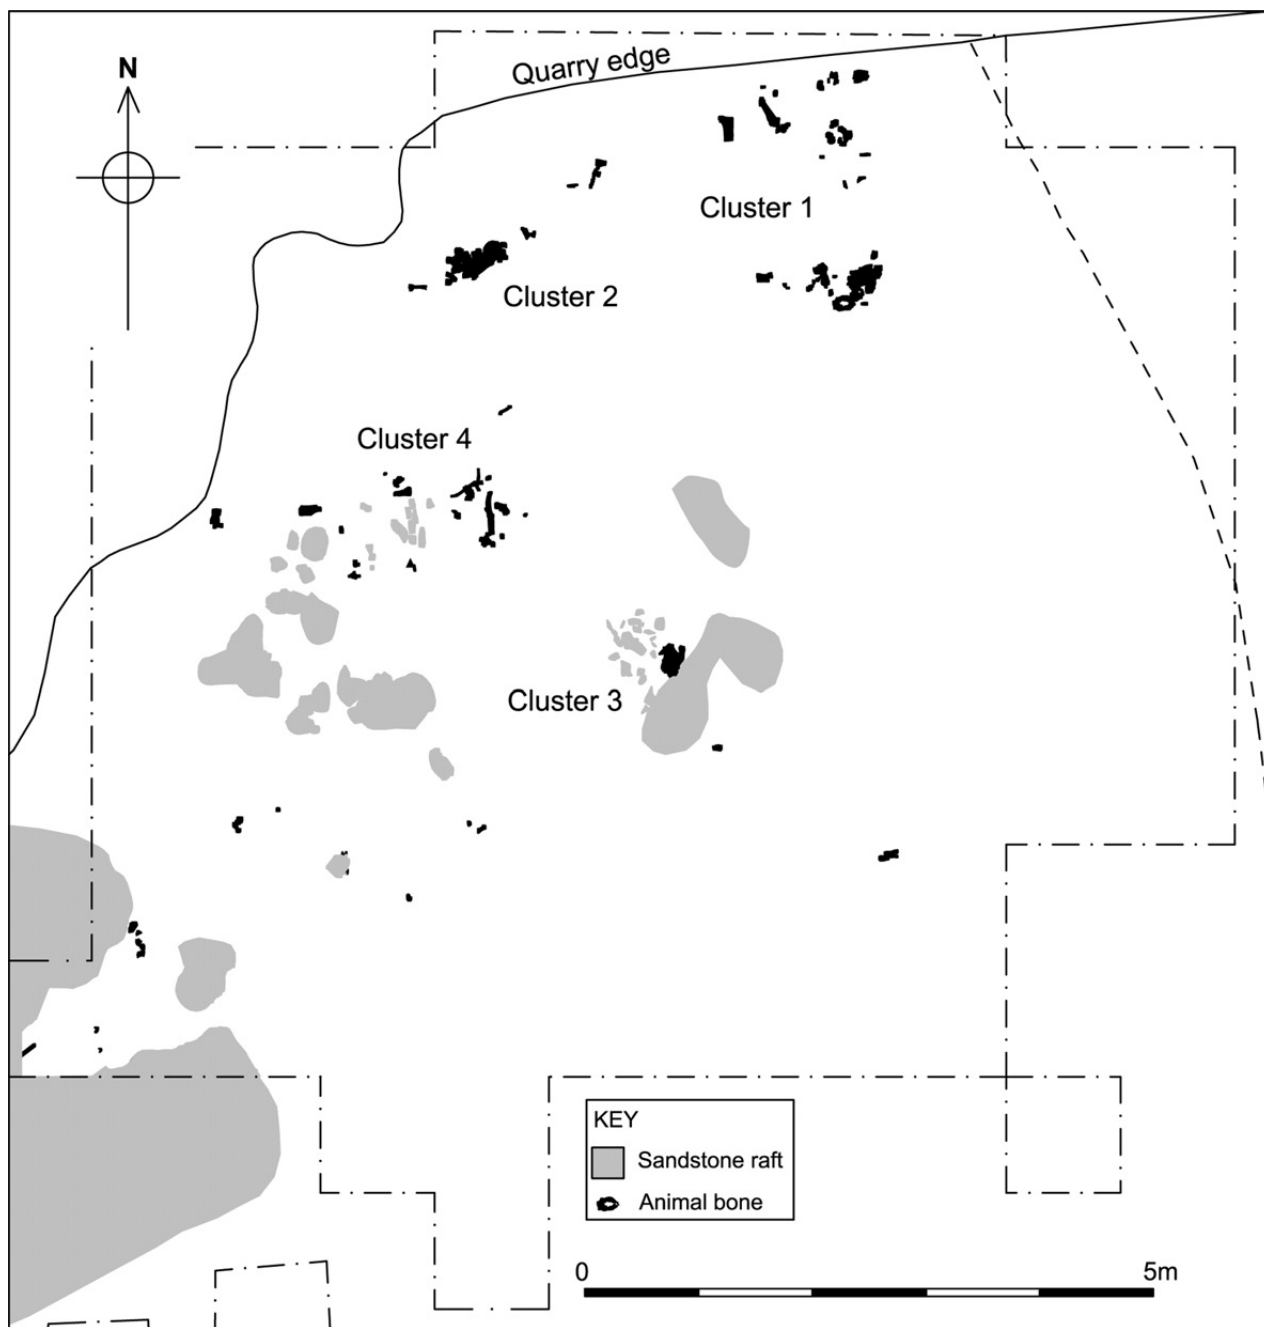 Quarry edge
N
Cluster 1
Cluster 2
Cluster 4
Cluster 3
KEY
Sandstone raft
Animal bone
0 5m